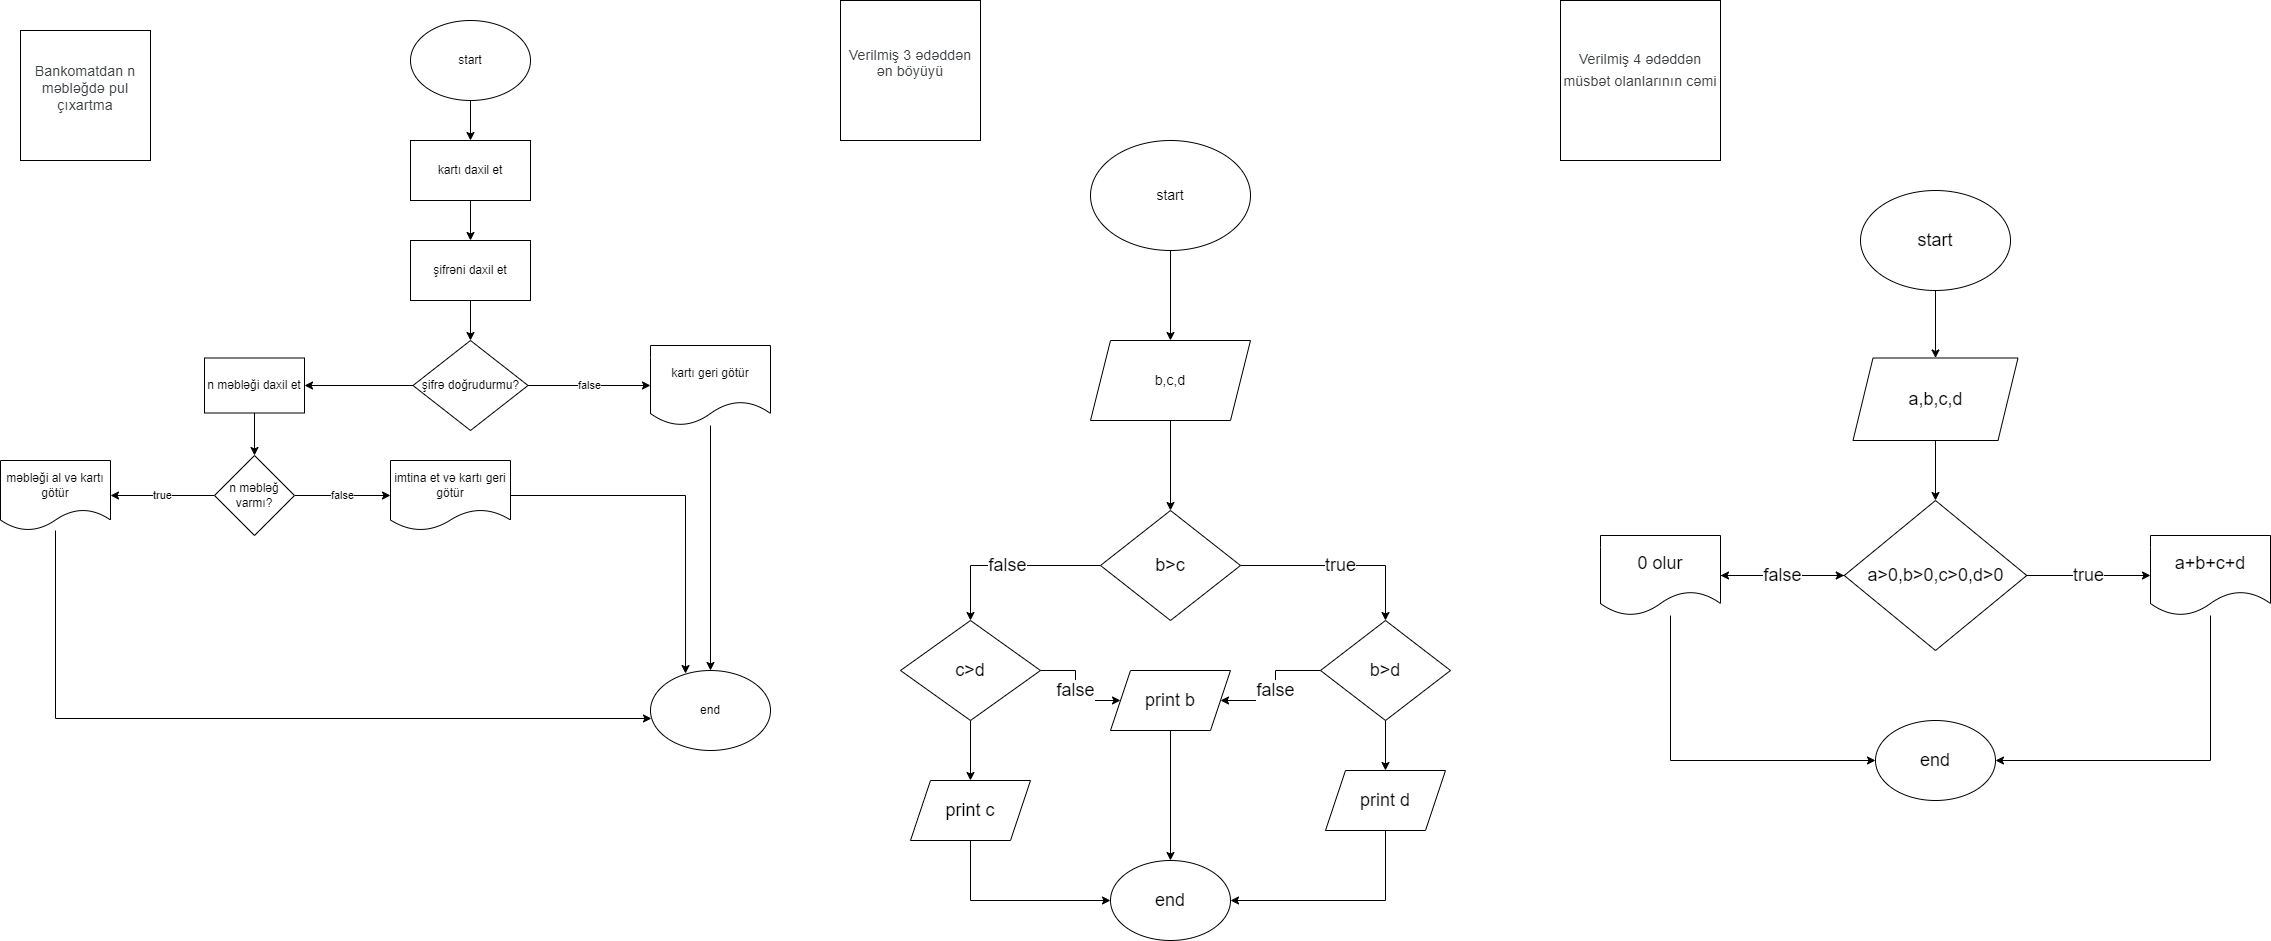 Bankomatdan n
məbləğdə pul
çıxartma
start
kartı daxil et
şifrəni daxil et
şifrə doğrudurmu?
false
kartı geri götür
n məbləği daxil et
n məbləğ
varmı?
true
məbləği al və kartı
götür
false
imtina et və kartı geri
götür
end
Verilmiş 3 ədəddən
ən böyüyü
start
b,c,d
b>c
false
true
c>d
b>d
false
false
print b
print c
print d
end
Verilmiş 4 ədəddən
müsbət olanlarının cəmi
start
a,b,c,d
a>0,b>0,c>0,d>0
false
true
0 olur
a+b+c+d
end